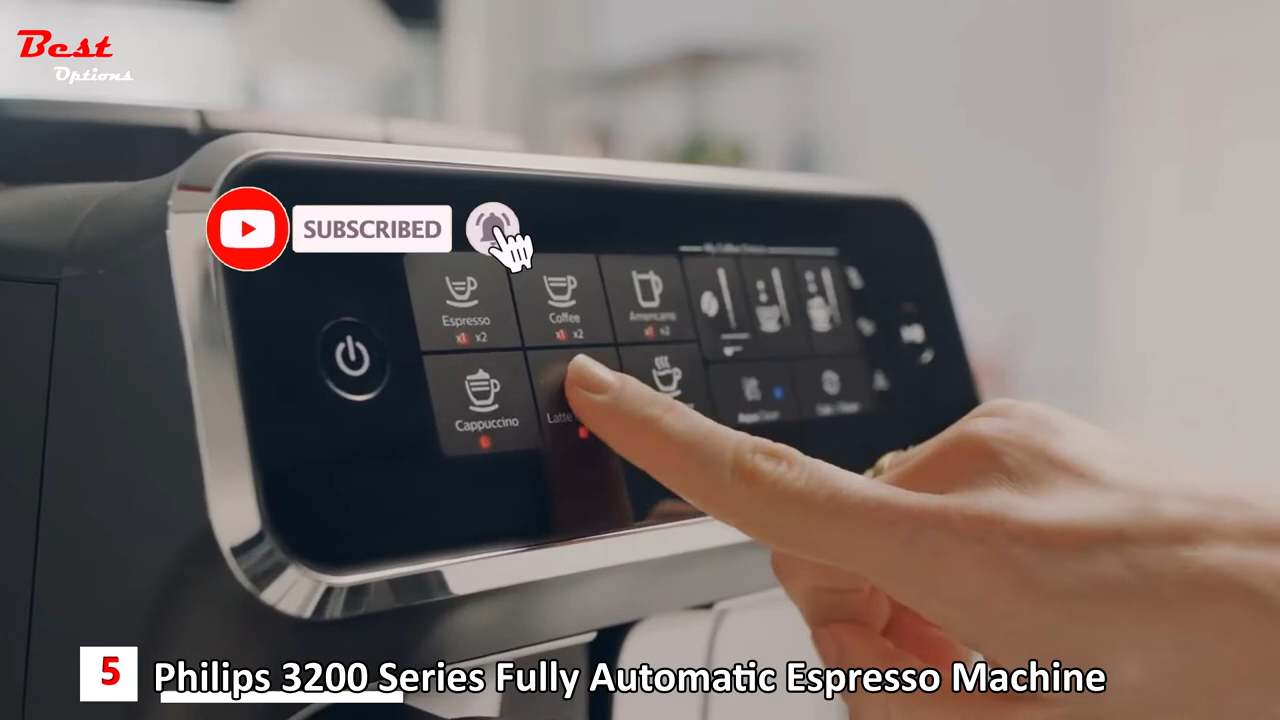 Best
Options
SUBSCRIBED
Espresso
x1 x2
Coffee
x1 x2
Americano
x1 x2
Cappuccino
Latte
5 Philips 3200 Series Fully Automatic Espresso Machine